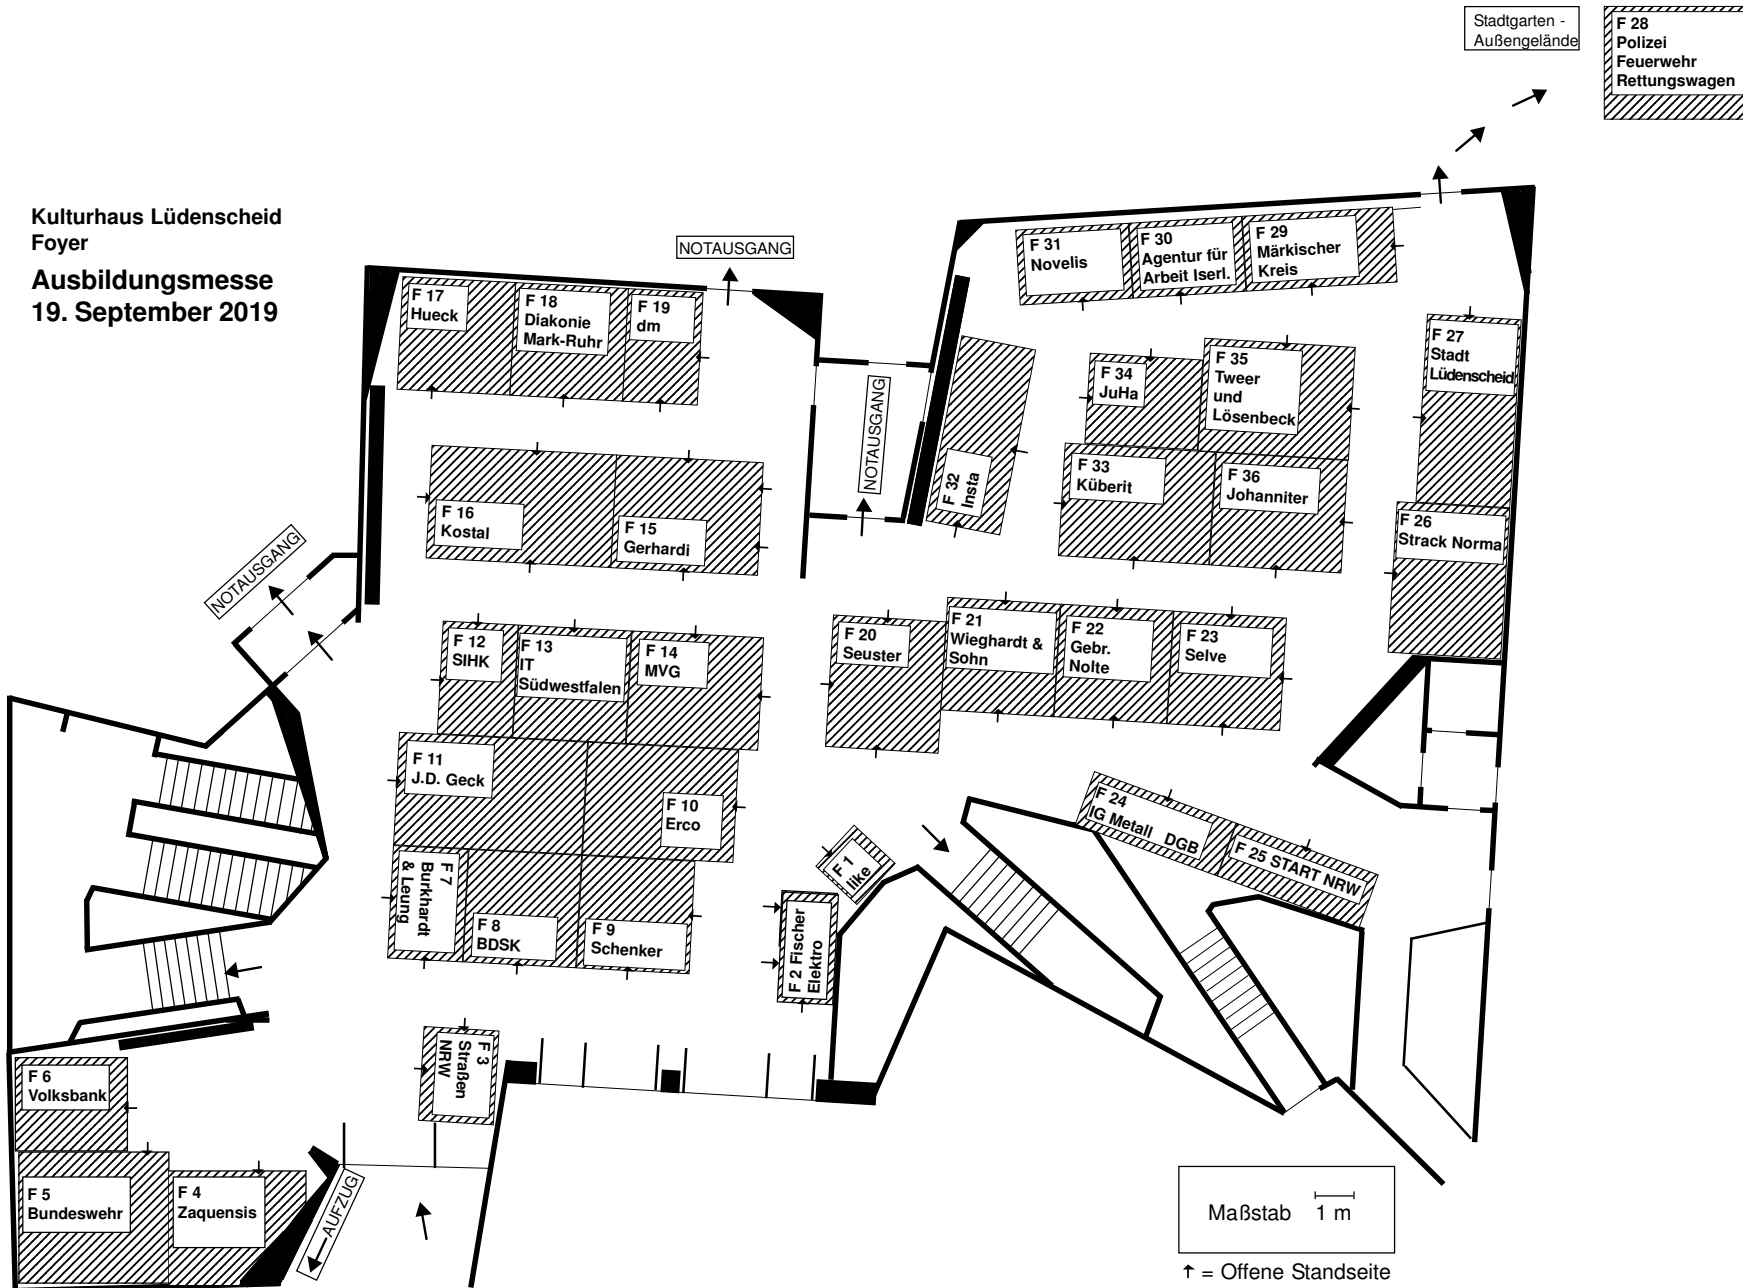 Stadtgarten -
Außengelände
F 28
Polizei
Feuerwehr
Rettungswagen
Kulturhaus Lüdenscheid
Foyer
Ausbildungsmesse
19. September 2019
NOTAUSGANG
F 31
Novelis
F 30
Agentur für
Arbeit Iserl.
F 29
Märkischer
Kreis
F 17
Hueck
F 18
Diakonie
Mark-Ruhr
F 19
dm
F 27
Stadt
Lüdenscheid
F 34
JuHa
F 35
Tweer
und
Lösenbeck
NOTAUSGANG
F 32
Insta
F 33
Küberit
F 36
Johanniter
F 16
Kostal
F 15
Gerhardi
F 26
Strack Norma
NOTAUSGANG
F 12
SIHK
F 13
IT
Südwestfalen
F 14
MVG
F 20
Seuster
F 21
Wieghardt &
Sohn
F 22
Gebr.
Nolte
F 23
Selve
F 11
J.D. Geck
F 10
Erco
F 24
IG Metall DGB
F 25 START NRW
F 1
like
F 7
Burkhardt
& Leung
F 8
BDSK
F 9
Schenker
F 2 Fischer
Elektro
F 3
Straßen
NRW
F 6
Volksbank
F 5
Bundeswehr
F 4
Zaquensis
AUFZUG
Maßstab 1 m
↑ = Offene Standseite